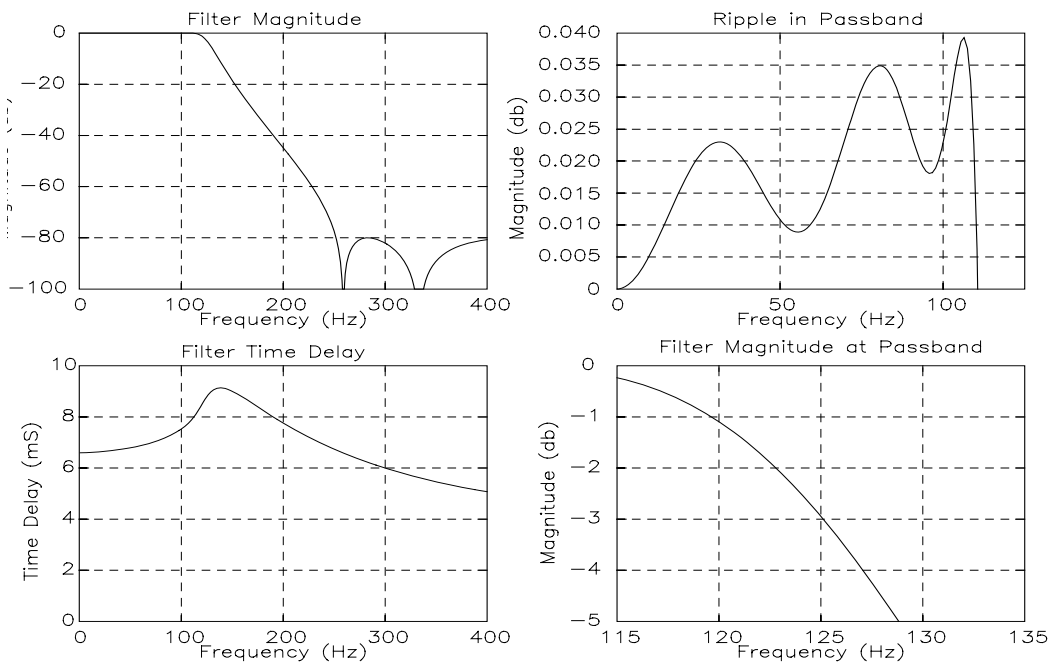 Filter Magnitude
0
-20
-40
-60
-80
-100
0 100 200 300 400
Frequency (Hz)
Ripple in Passband
Magnitude (db)
0.040
0.035
0.030
0.025
0.020
0.015
0.010
0.005
0
0 50 100
Frequency (Hz)
Filter Time Delay
Time Delay (mS)
10
8
6
4
2
0
0 100 200 300 400
Frequency (Hz)
Filter Magnitude at Passband
Magnitude (db)
0
-1
-2
-3
-4
-5
115 120 125 130 135
Frequency (Hz)